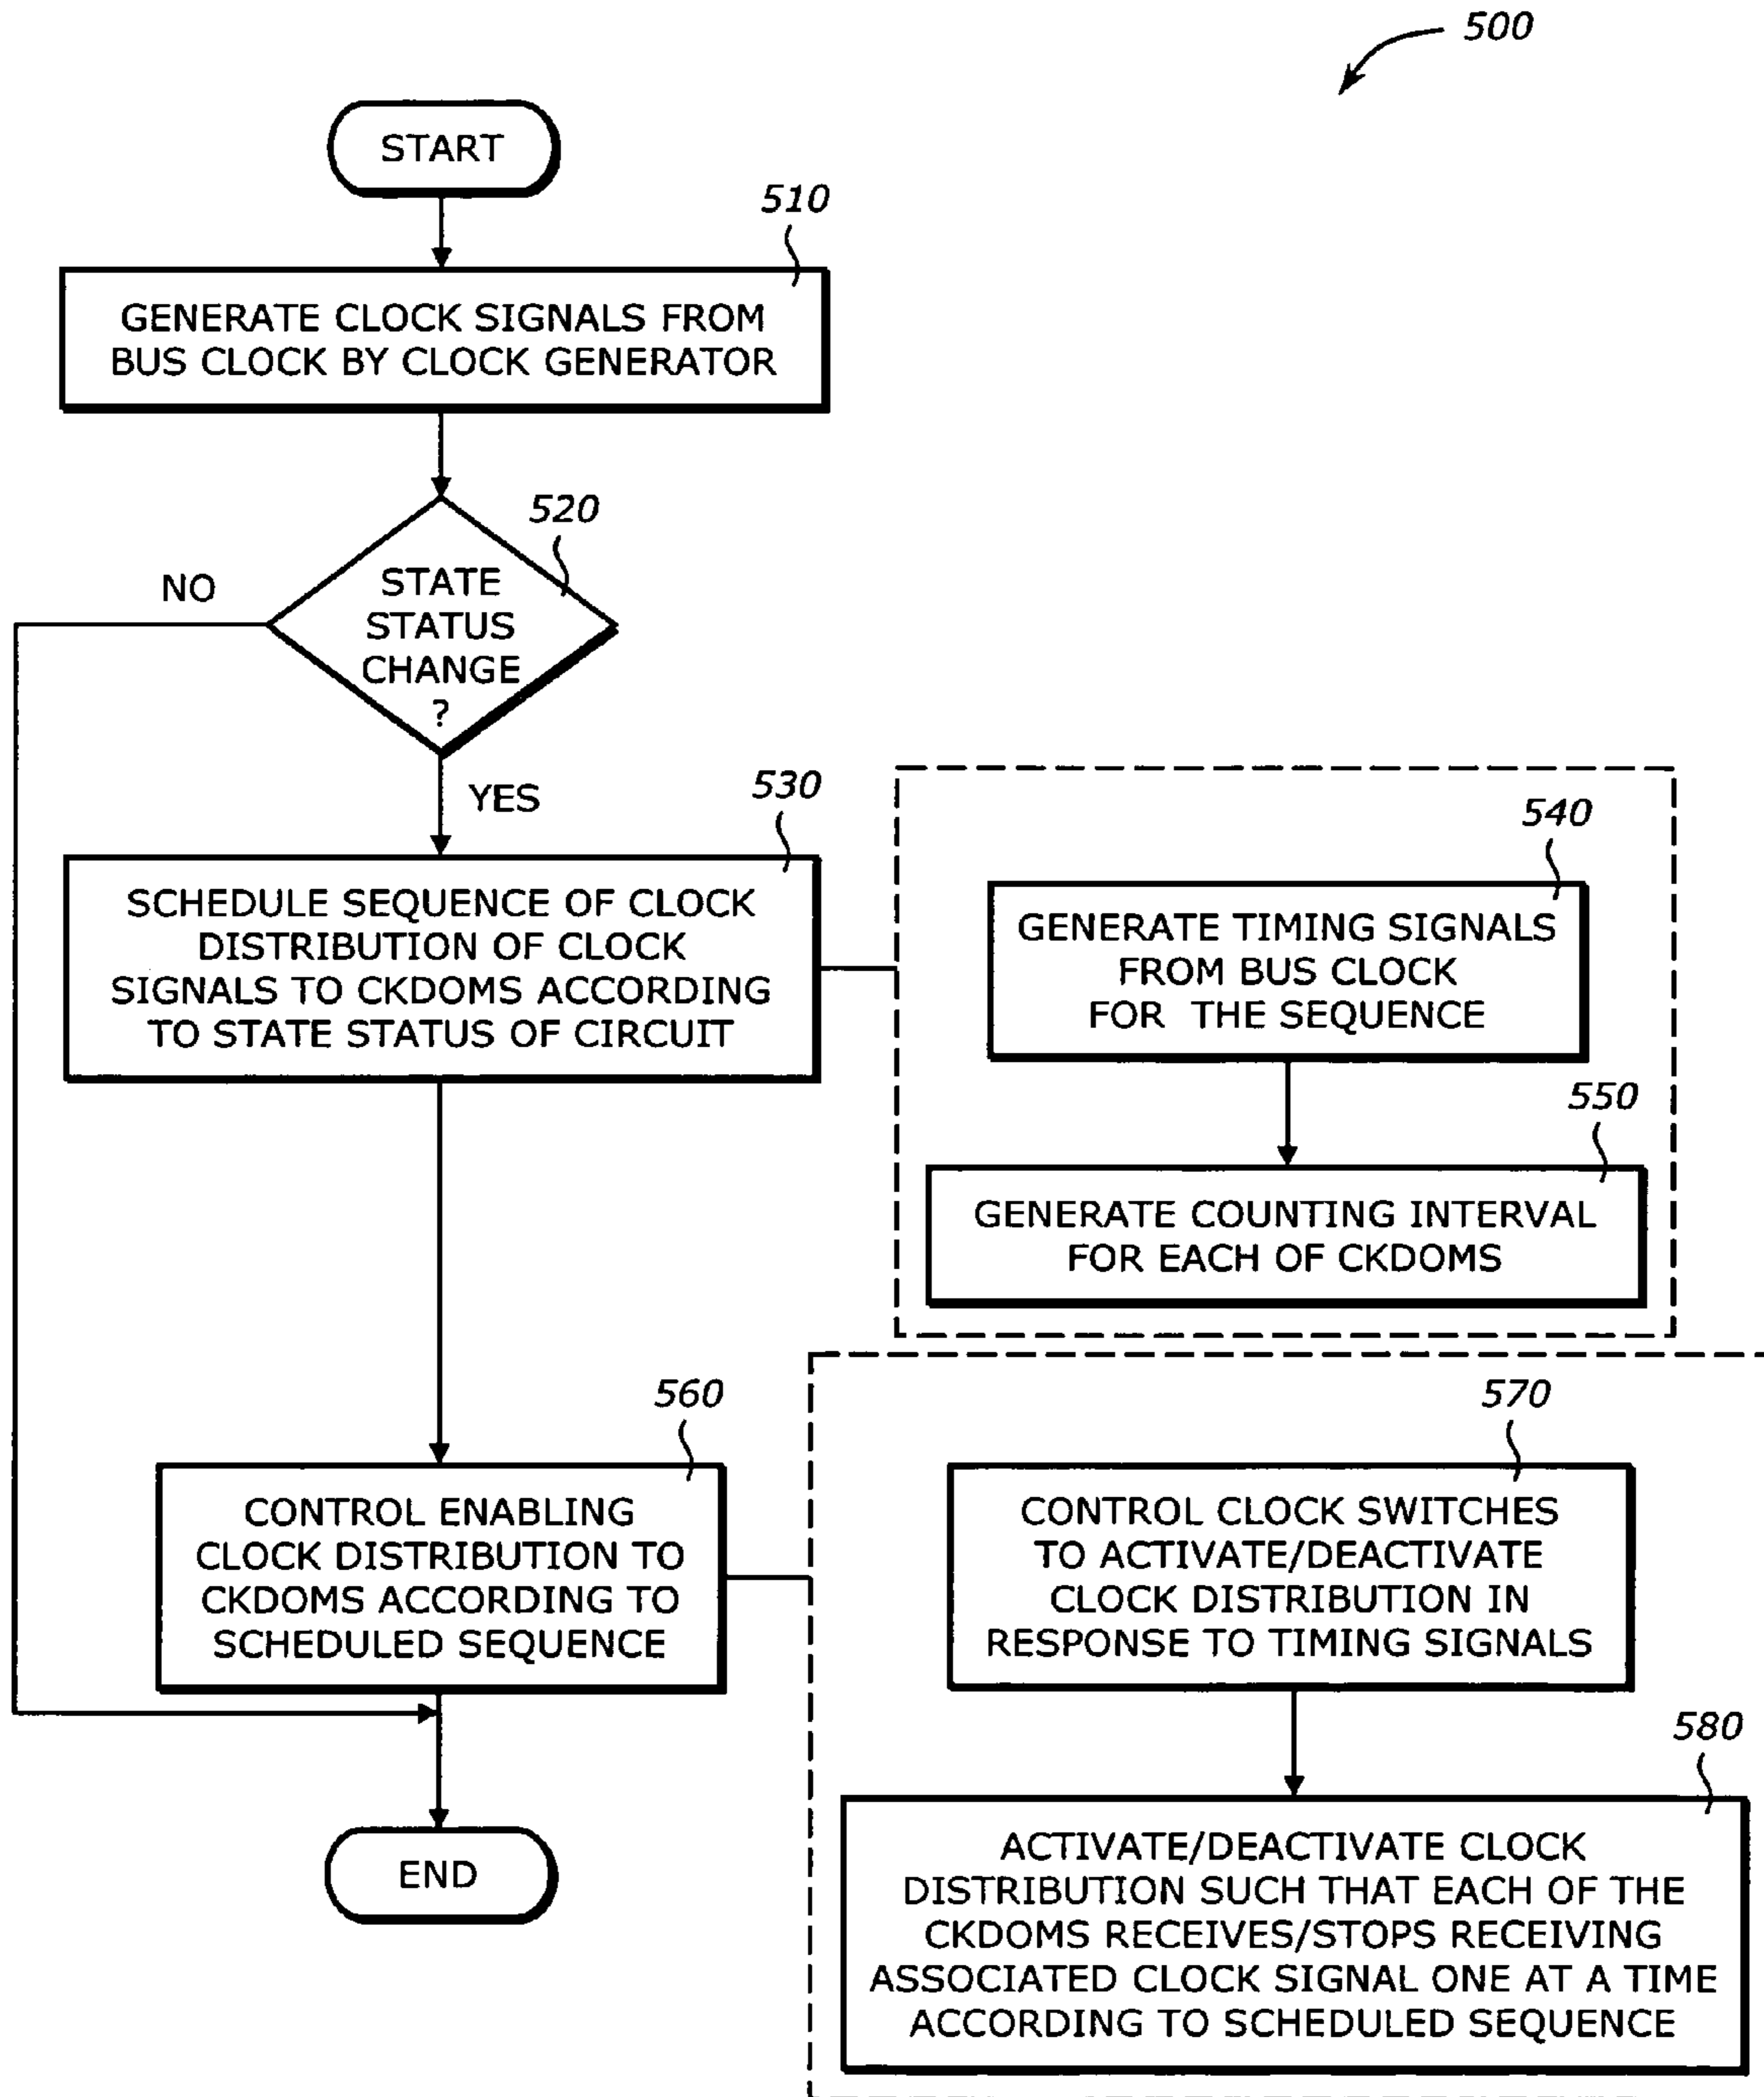 500
START
510
GENERATE CLOCK SIGNALS FROM
BUS CLOCK BY CLOCK GENERATOR
520
NO
STATE
STATUS
CHANGE
?
YES
530
SCHEDULE SEQUENCE OF CLOCK
DISTRIBUTION OF CLOCK
SIGNALS TO CKDOMS ACCORDING
TO STATE STATUS OF CIRCUIT
540
GENERATE TIMING SIGNALS
FROM BUS CLOCK
FOR THE SEQUENCE
550
GENERATE COUNTING INTERVAL
FOR EACH OF CKDOMS
560
CONTROL ENABLING
CLOCK DISTRIBUTION TO
CKDOMS ACCORDING TO
SCHEDULED SEQUENCE
570
CONTROL CLOCK SWITCHES
TO ACTIVATE/DEACTIVATE
CLOCK DISTRIBUTION IN
RESPONSE TO TIMING SIGNALS
580
ACTIVATE/DEACTIVATE CLOCK
DISTRIBUTION SUCH THAT EACH OF THE
CKDOMS RECEIVES/STOPS RECEIVING
ASSOCIATED CLOCK SIGNAL ONE AT A TIME
ACCORDING TO SCHEDULED SEQUENCE
END